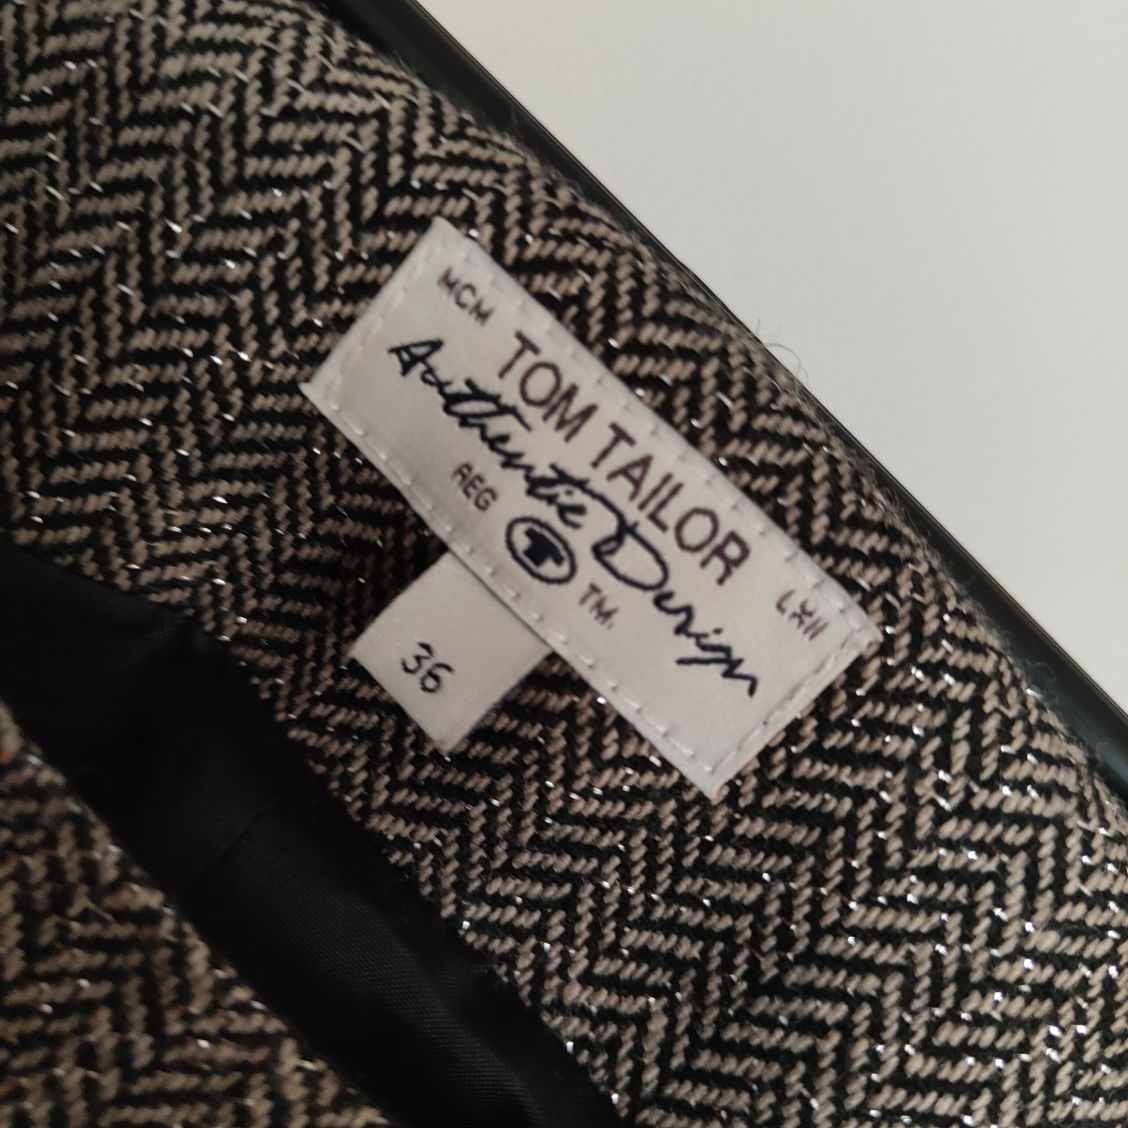 MCM TOM TAILOR LXII
Authentic Design
REG T TM.
36